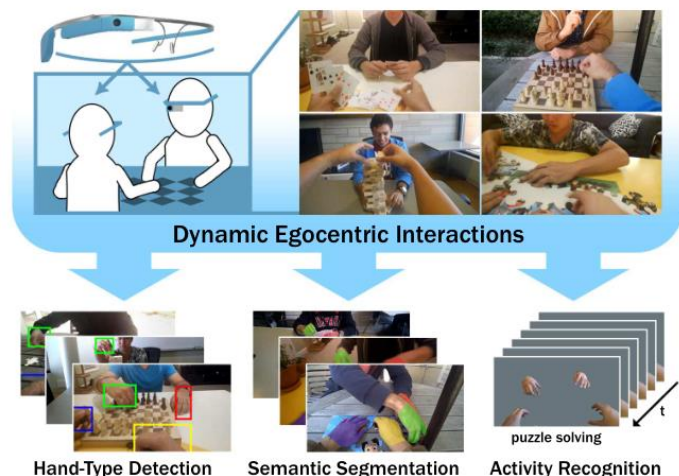 Dynamic Egocentric Interactions
t
puzzle solving
Hand-Type Detection
Semantic Segmentation
Activity Recognition